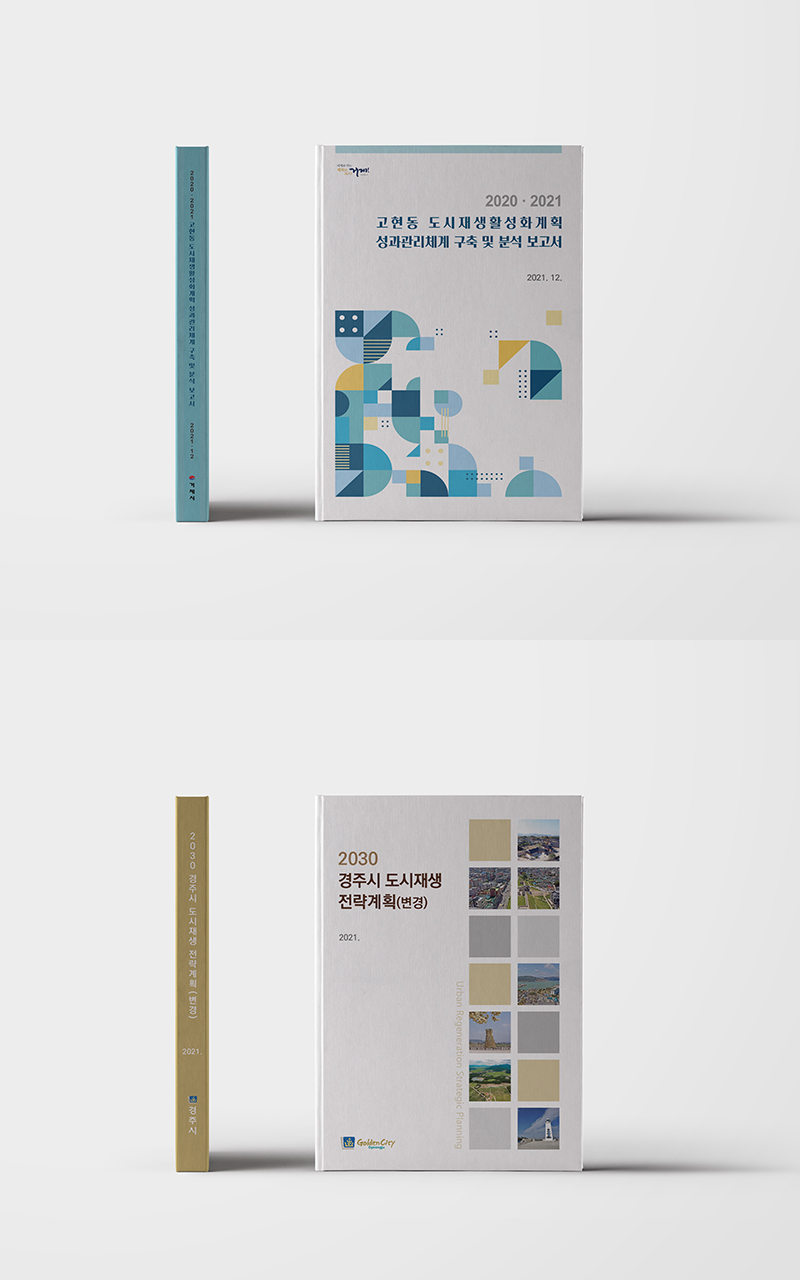 2020 · 2021 고현동 도시재생활성화계획 성과관리체계 구축 및 분석 보고서
2021 · 12
거제시
거제!
2020 · 2021
고현동 도시재생활성화계획
성과관리체계 구축 및 분석 보고서
2021. 12.
2030 경주시 도시재생 전략계획(변경)
2021.
경주시
2030
경주시 도시재생
전략계획(변경)
2021.
Urban Regeneration Strategic Planning
Golden City
Gyeongju